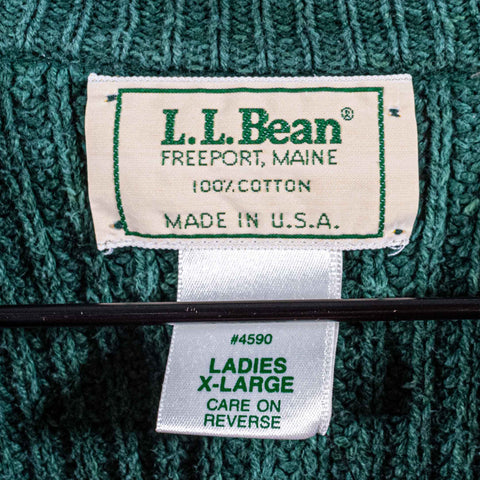 L.L.Bean®
FREEPORT, MAINE
100% COTTON
MADE IN U.S.A.
#4590
LADIES
X-LARGE
CARE ON
REVERSE